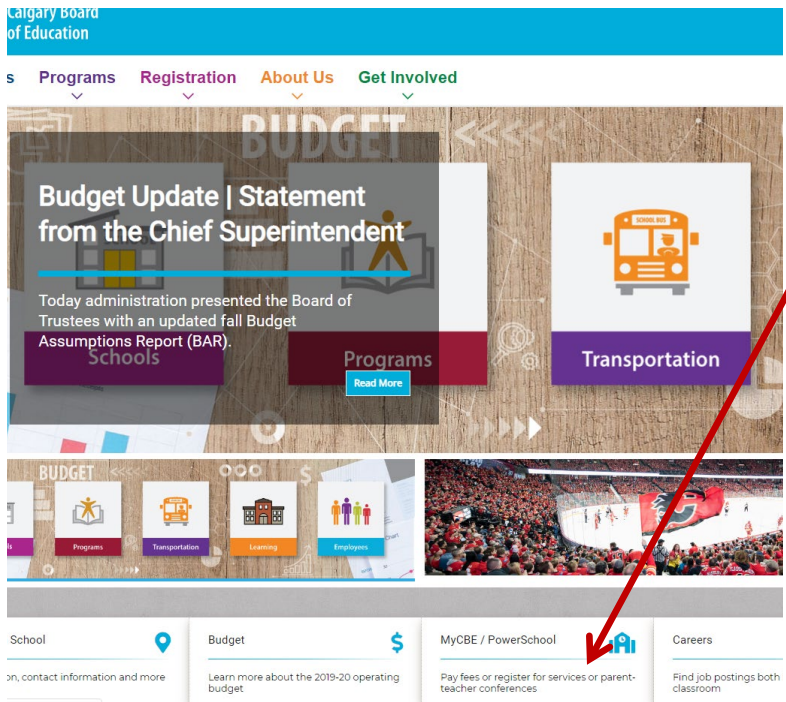 Calgary Board
of Education
s Programs Registration About Us Get Involved
BUDGET
SCHOOL BUS
Budget Update | Statement
from the Chief Superintendent
Today administration presented the Board of
Trustees with an updated fall Budget
Assumptions Report (BAR).
Schools
Programs
Transportation
Read More
BUDGET
Programs
Transportation
Learning
Employees
School
Budget
MyCBE / PowerSchool
Careers
on, contact information and more
Learn more about the 2019-20 operating
budget
Pay fees or register for services or parent-
teacher conferences
Find job postings both
classroom